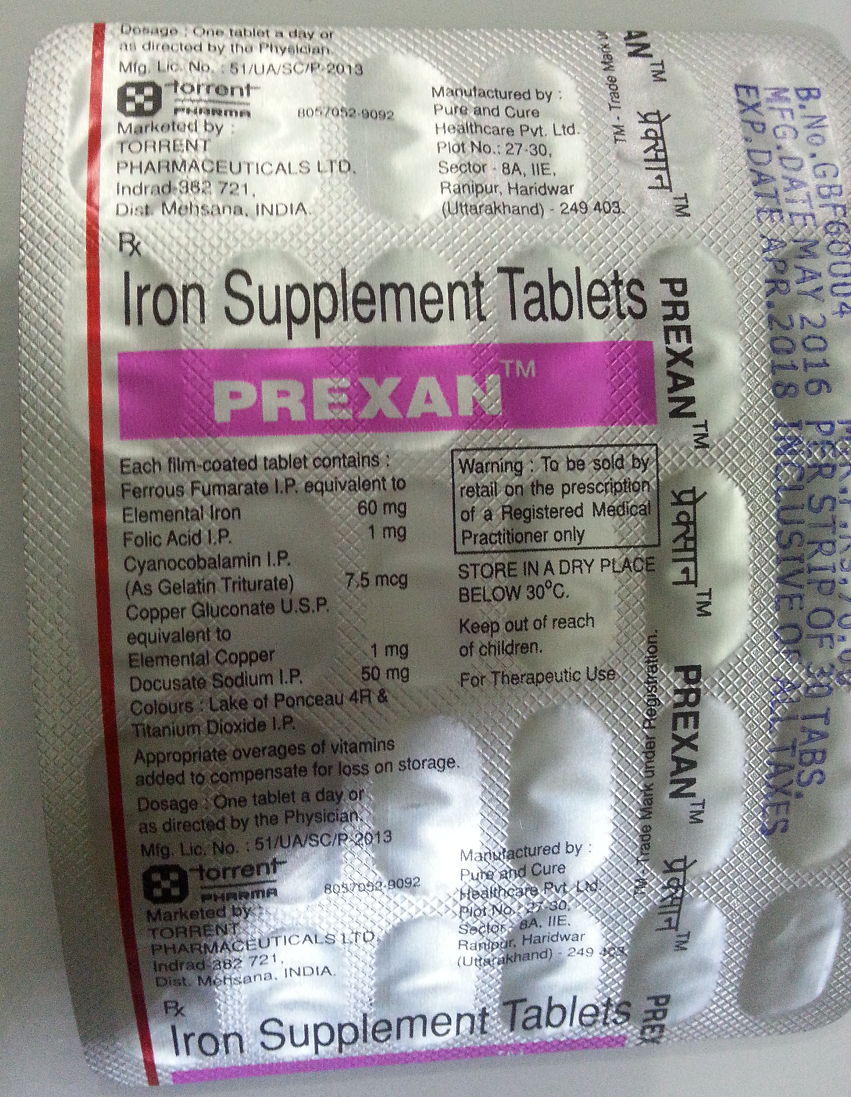 Dosage : One tablet a day or
as directed by the Physician.
Mfg. Lic. No. : 51/UA/SC/P-2013
torrent
PHARMA
8057052-9092
Marketed by :
TORRENT
PHARMACEUTICALS LTD.
Indrad-382 721,
Dist. Mehsana, INDIA.
Manufactured by :
Pure and Cure
Healthcare Pvt. Ltd.
Plot No.: 27-30,
Sector - 8A, IIE,
Ranipur, Haridwar
(Uttarakhand) - 249 403.
Rx
Iron Supplement Tablets
PREXAN™
Each film-coated tablet contains :
Ferrous Fumarate I.P. equivalent to
Elemental Iron 60 mg
Folic Acid I.P. 1 mg
Cyanocobalamin I.P.
(As Gelatin Triturate) 7.5 mcg
Copper Gluconate U.S.P.
equivalent to
Elemental Copper 1 mg
Docusate Sodium I.P. 50 mg
Colours : Lake of Ponceau 4R &
Titanium Dioxide I.P.
Appropriate overages of vitamins
added to compensate for loss on storage.
Dosage : One tablet a day or
as directed by the Physician.
Mfg. Lic. No. : 51/UA/SC/P-2013
Warning : To be sold by
retail on the prescription
of a Registered Medical
Practitioner only
STORE IN A DRY PLACE
BELOW 30°C.
Keep out of reach
of children.
For Therapeutic Use
torrent
PHARMA
8057052-9092
Marketed by :
TORRENT
PHARMACEUTICALS LTD.
Indrad-382 721,
Dist. Mehsana, INDIA.
Manufactured by :
Pure and Cure
Healthcare Pvt. Ltd.
Plot No.: 27-30,
Sector - 8A, IIE,
Ranipur, Haridwar
(Uttarakhand) - 249 403.
Rx
Iron Supplement Tablets
TM - Trade Mark u
AN™ प्रेक्सान™ PREXAN™ प्रेक्सान™ PREXAN™ प्रेक्सान™ PREX
TM - Trade Mark under Registration.
B.No.GBF60004
MFG.DATE MAY 2016 PER STRIP OF 30 TABS.
EXP.DATE APR.2018 INCLUSIVE OF ALL TAXES